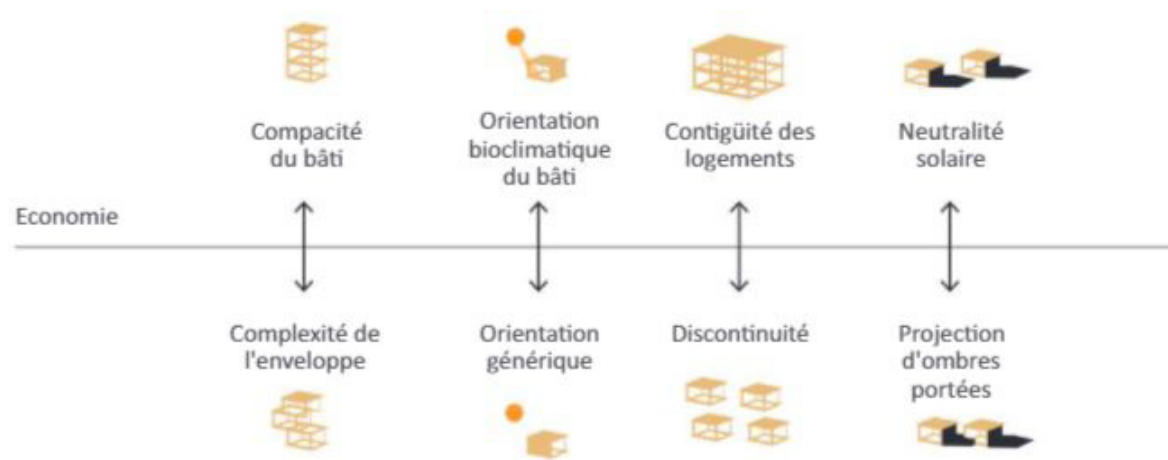 Compacité
du bâti
Orientation
bioclimatique
du bâti
Contigüité des
logements
Neutralité
solaire
Economie
Complexité de
l'enveloppe
Orientation
générique
Discontinuité
Projection
d'ombres
portées